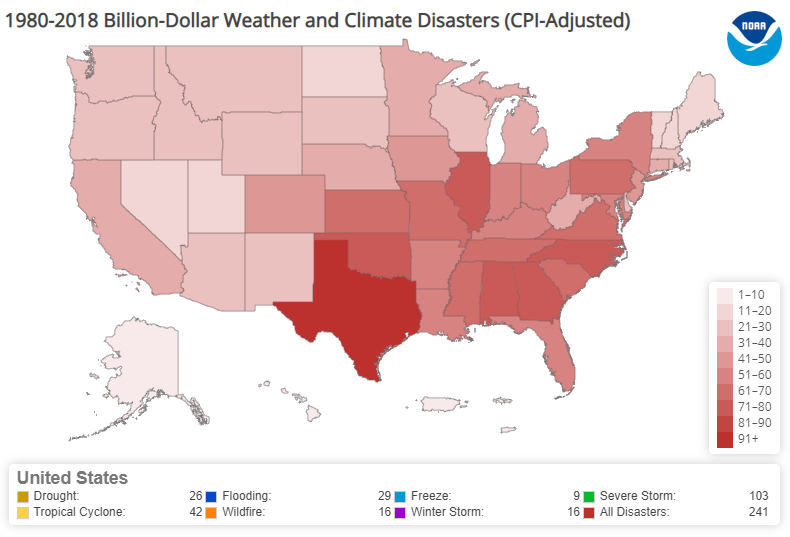 1980-2018 Billion-Dollar Weather and Climate Disasters (CPI-Adjusted)
NOAA
1–10
11–20
21–30
31–40
41–50
51–60
61–70
71–80
81–90
91+
United States
Drought: 26 Flooding: 29 Freeze: 9 Severe Storm: 103
Tropical Cyclone: 42 Wildfire: 16 Winter Storm: 16 All Disasters: 241